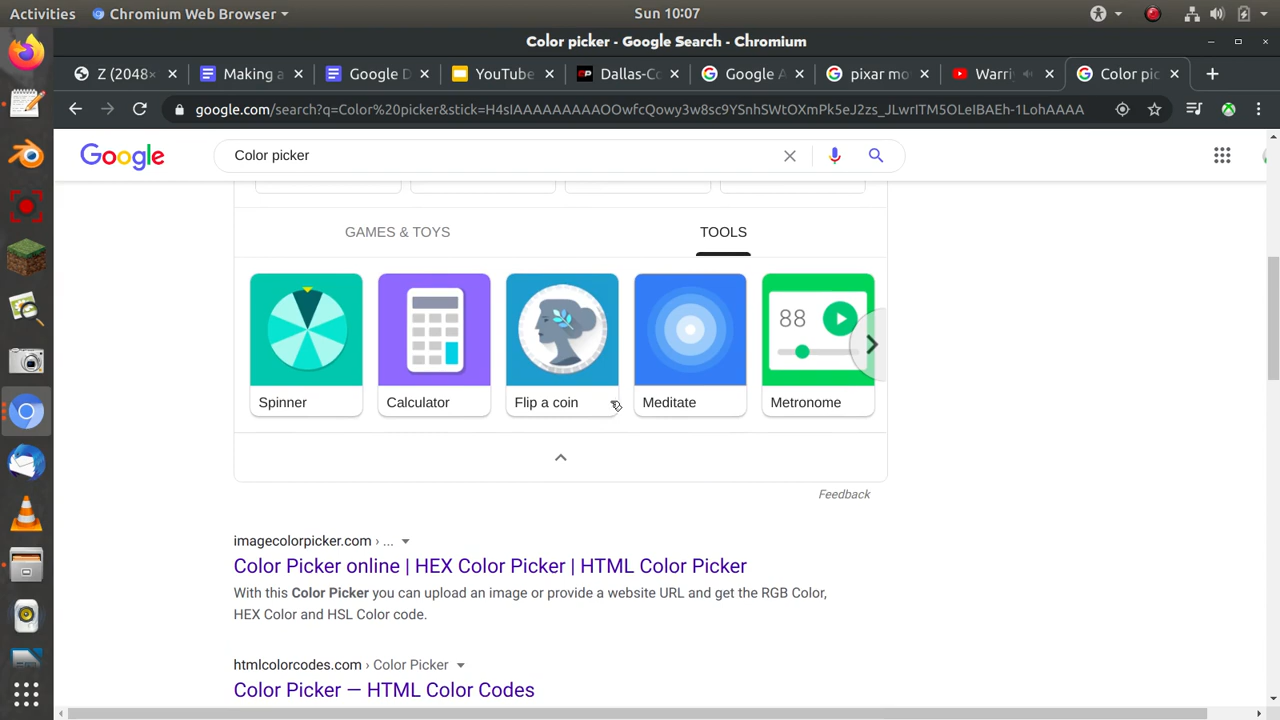 Activities
Chromium Web Browser
Sun 10:07
Color picker - Google Search - Chromium
Z (2048×
Making a
Google D
YouTube
Dallas-Co
Google A
pixar mo
Warri
Color pic
google.com/search?q=Color%20picker&stick=H4sIAAAAAAAAAOOwfcQowy3w8sc9YSnhSWtOXmPk5eJ2zs_JLwrITM5OLeIBAEh-1LohAAAA
Google
Color picker
GAMES & TOYS
TOOLS
88
Spinner
Calculator
Flip a coin
Meditate
Metronome
Feedback
imagecolorpicker.com › ...
Color Picker online | HEX Color Picker | HTML Color Picker
With this Color Picker you can upload an image or provide a website URL and get the RGB Color,
HEX Color and HSL Color code.
htmlcolorcodes.com › Color Picker
Color Picker — HTML Color Codes